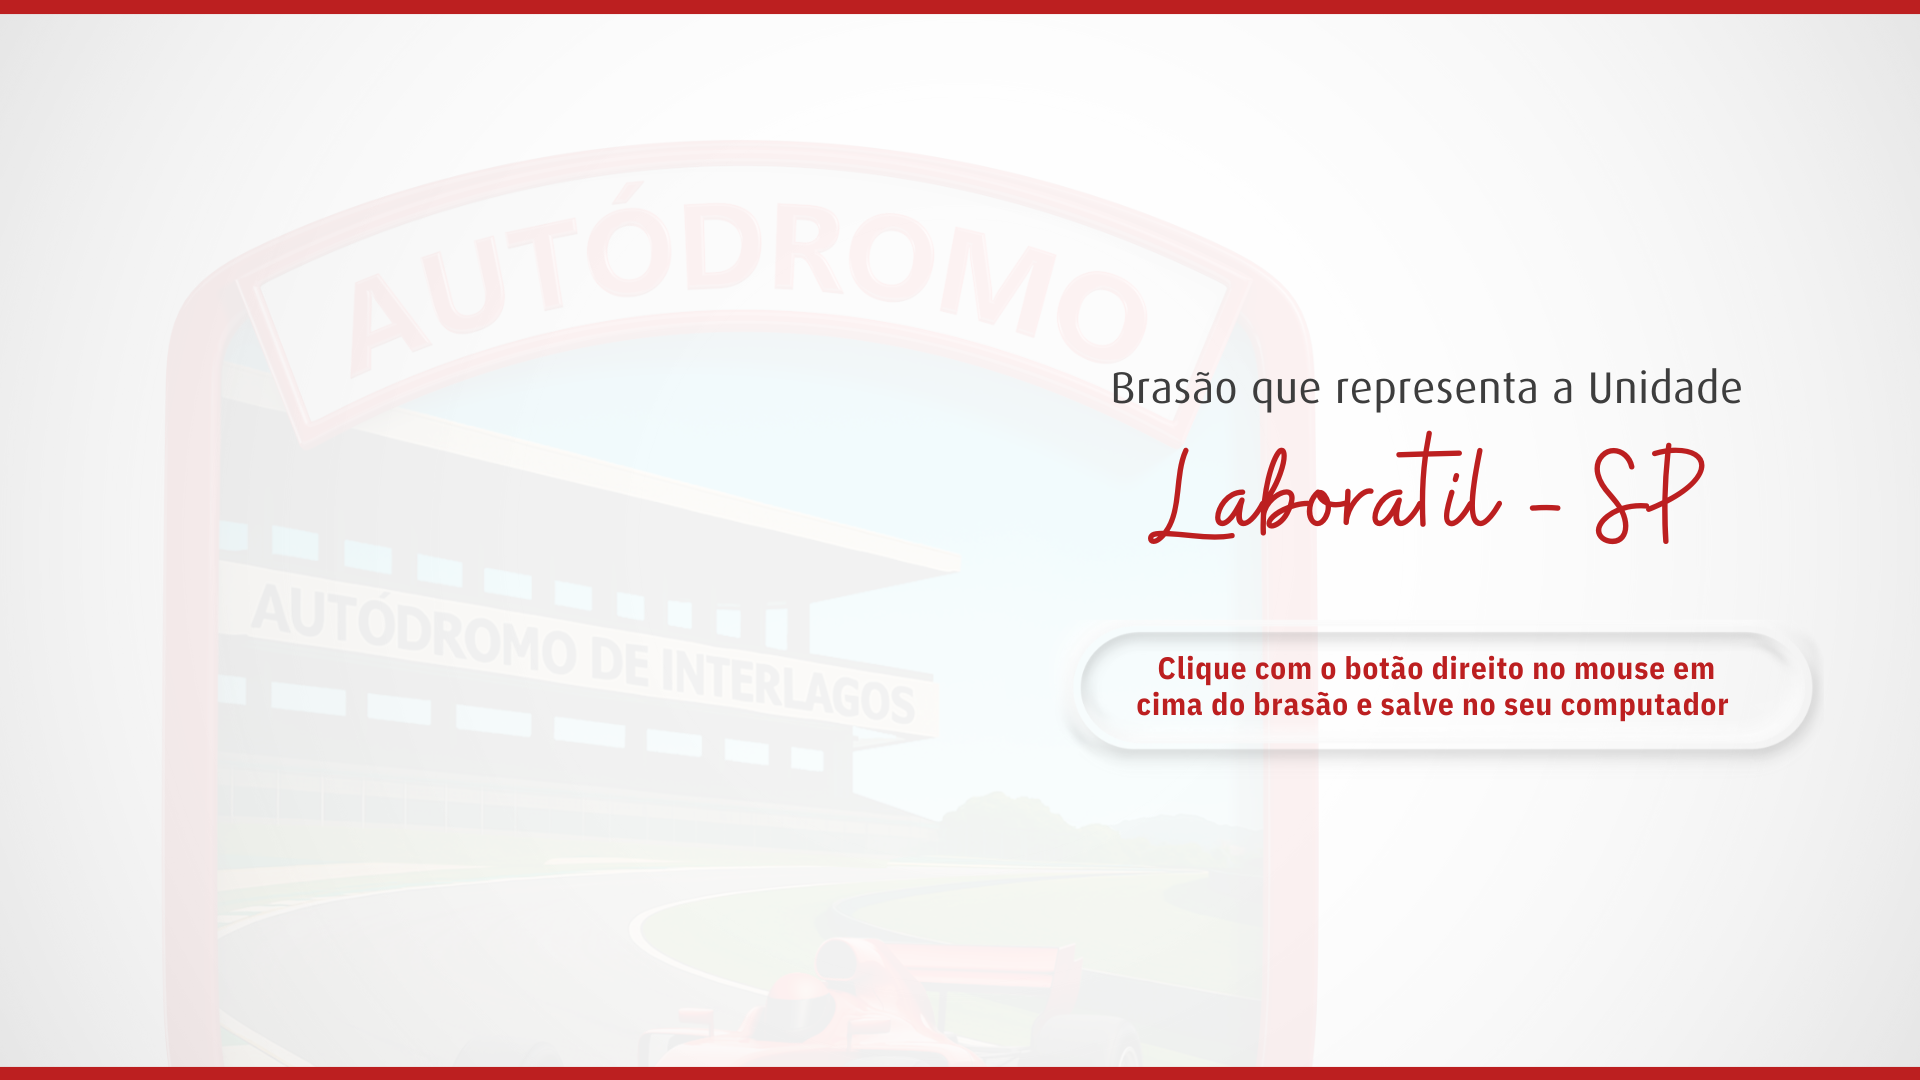 AUTÓDROMO
AUTÓDROMO DE INTERLAGOS
Brasão que representa a Unidade
Laboratil - SP
Clique com o botão direito no mouse em
cima do brasão e salve no seu computador